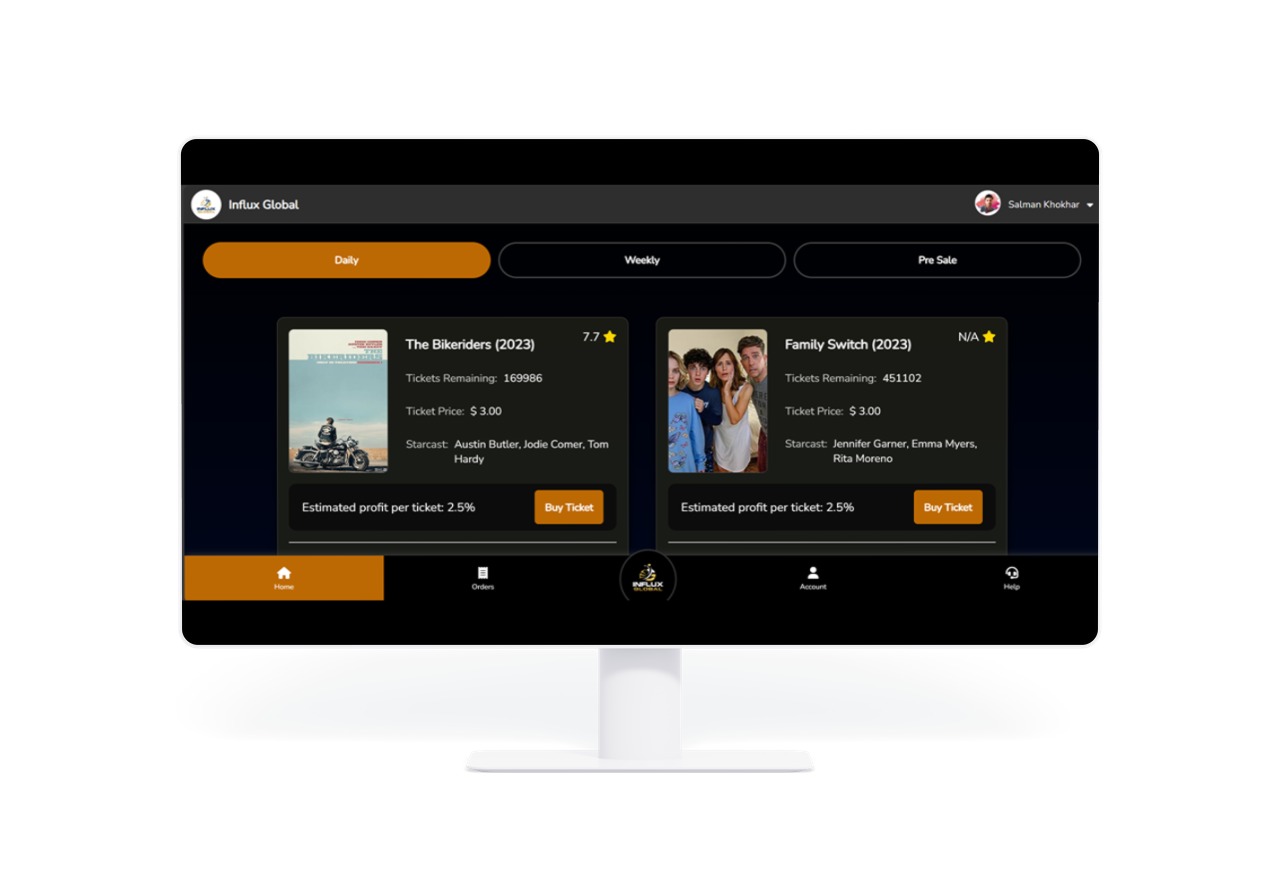 Influx Global
Salman Khokhar
Daily
Weekly
Pre Sale
The Bikeriders (2023)
7.7
Tickets Remaining: 169986
Ticket Price: $ 3.00
Starcast: Austin Butler, Jodie Comer, Tom
Hardy
Estimated profit per ticket: 2.5%
Buy Ticket
THE
BIKERIDERS
Family Switch (2023)
N/A
Tickets Remaining: 451102
Ticket Price: $ 3.00
Starcast: Jennifer Garner, Emma Myers,
Rita Moreno
Estimated profit per ticket: 2.5%
Buy Ticket
Home
Orders
INFLUX
GLOBAL
Account
Help